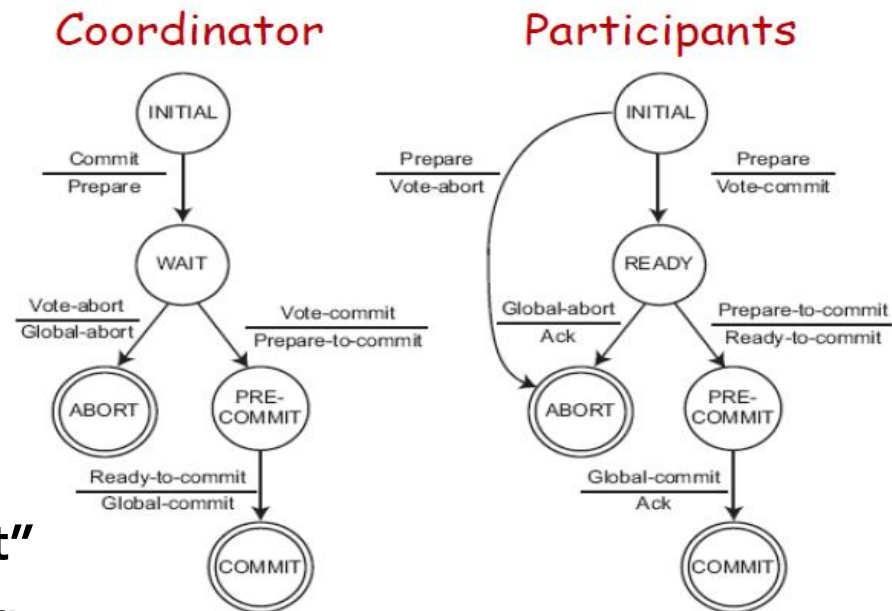 Coordinator
Participants
INITIAL
Commit
Prepare
WAIT
Vote-abort
Global-abort
Vote-commit
Prepare-to-commit
ABORT
PRE-
COMMIT
Ready-to-commit
Global-commit
COMMIT
INITIAL
Prepare
Vote-abort
Prepare
Vote-commit
READY
Global-abort
Ack
Prepare-to-commit
Ready-to-commit
ABORT
PRE-
COMMIT
Global-commit
Ack
COMMIT
t”